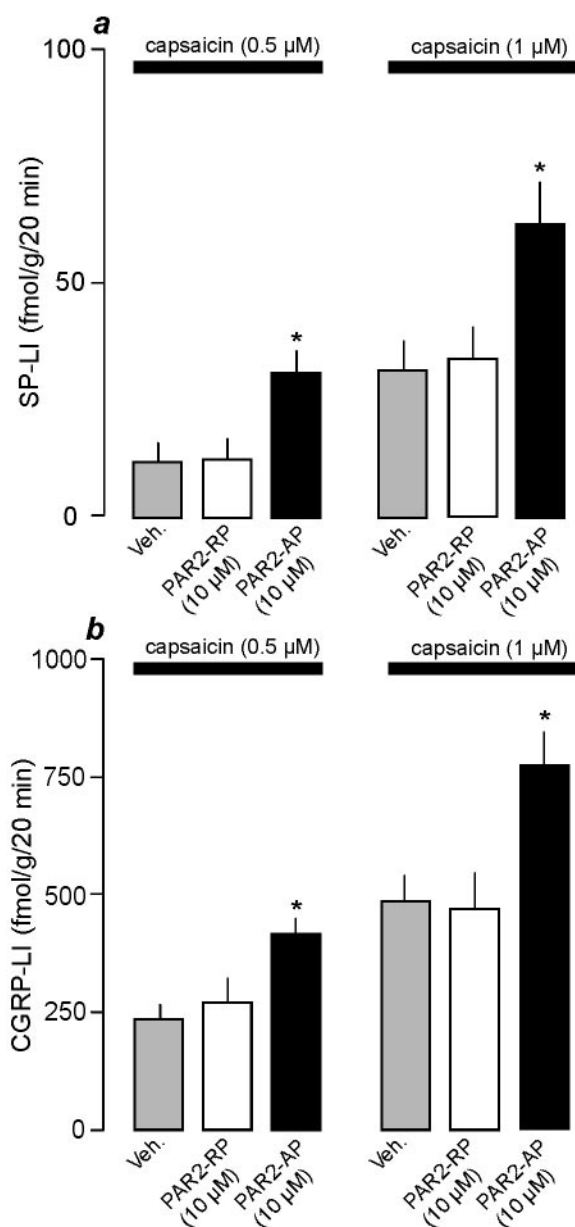 a
capsaicin (0.5 µM)
capsaicin (1 µM)
100
50
0
SP-LI (fmol/g/20 min)
*
*
Veh.
PAR2-RP
(10 µM)
PAR2-AP
(10 µM)
Veh.
PAR2-RP
(10 µM)
PAR2-AP
(10 µM)
b
capsaicin (0.5 µM)
capsaicin (1 µM)
1000
750
500
250
0
CGRP-LI (fmol/g/20 min)
*
*
Veh.
PAR2-RP
(10 µM)
PAR2-AP
(10 µM)
Veh.
PAR2-RP
(10 µM)
PAR2-AP
(10 µM)